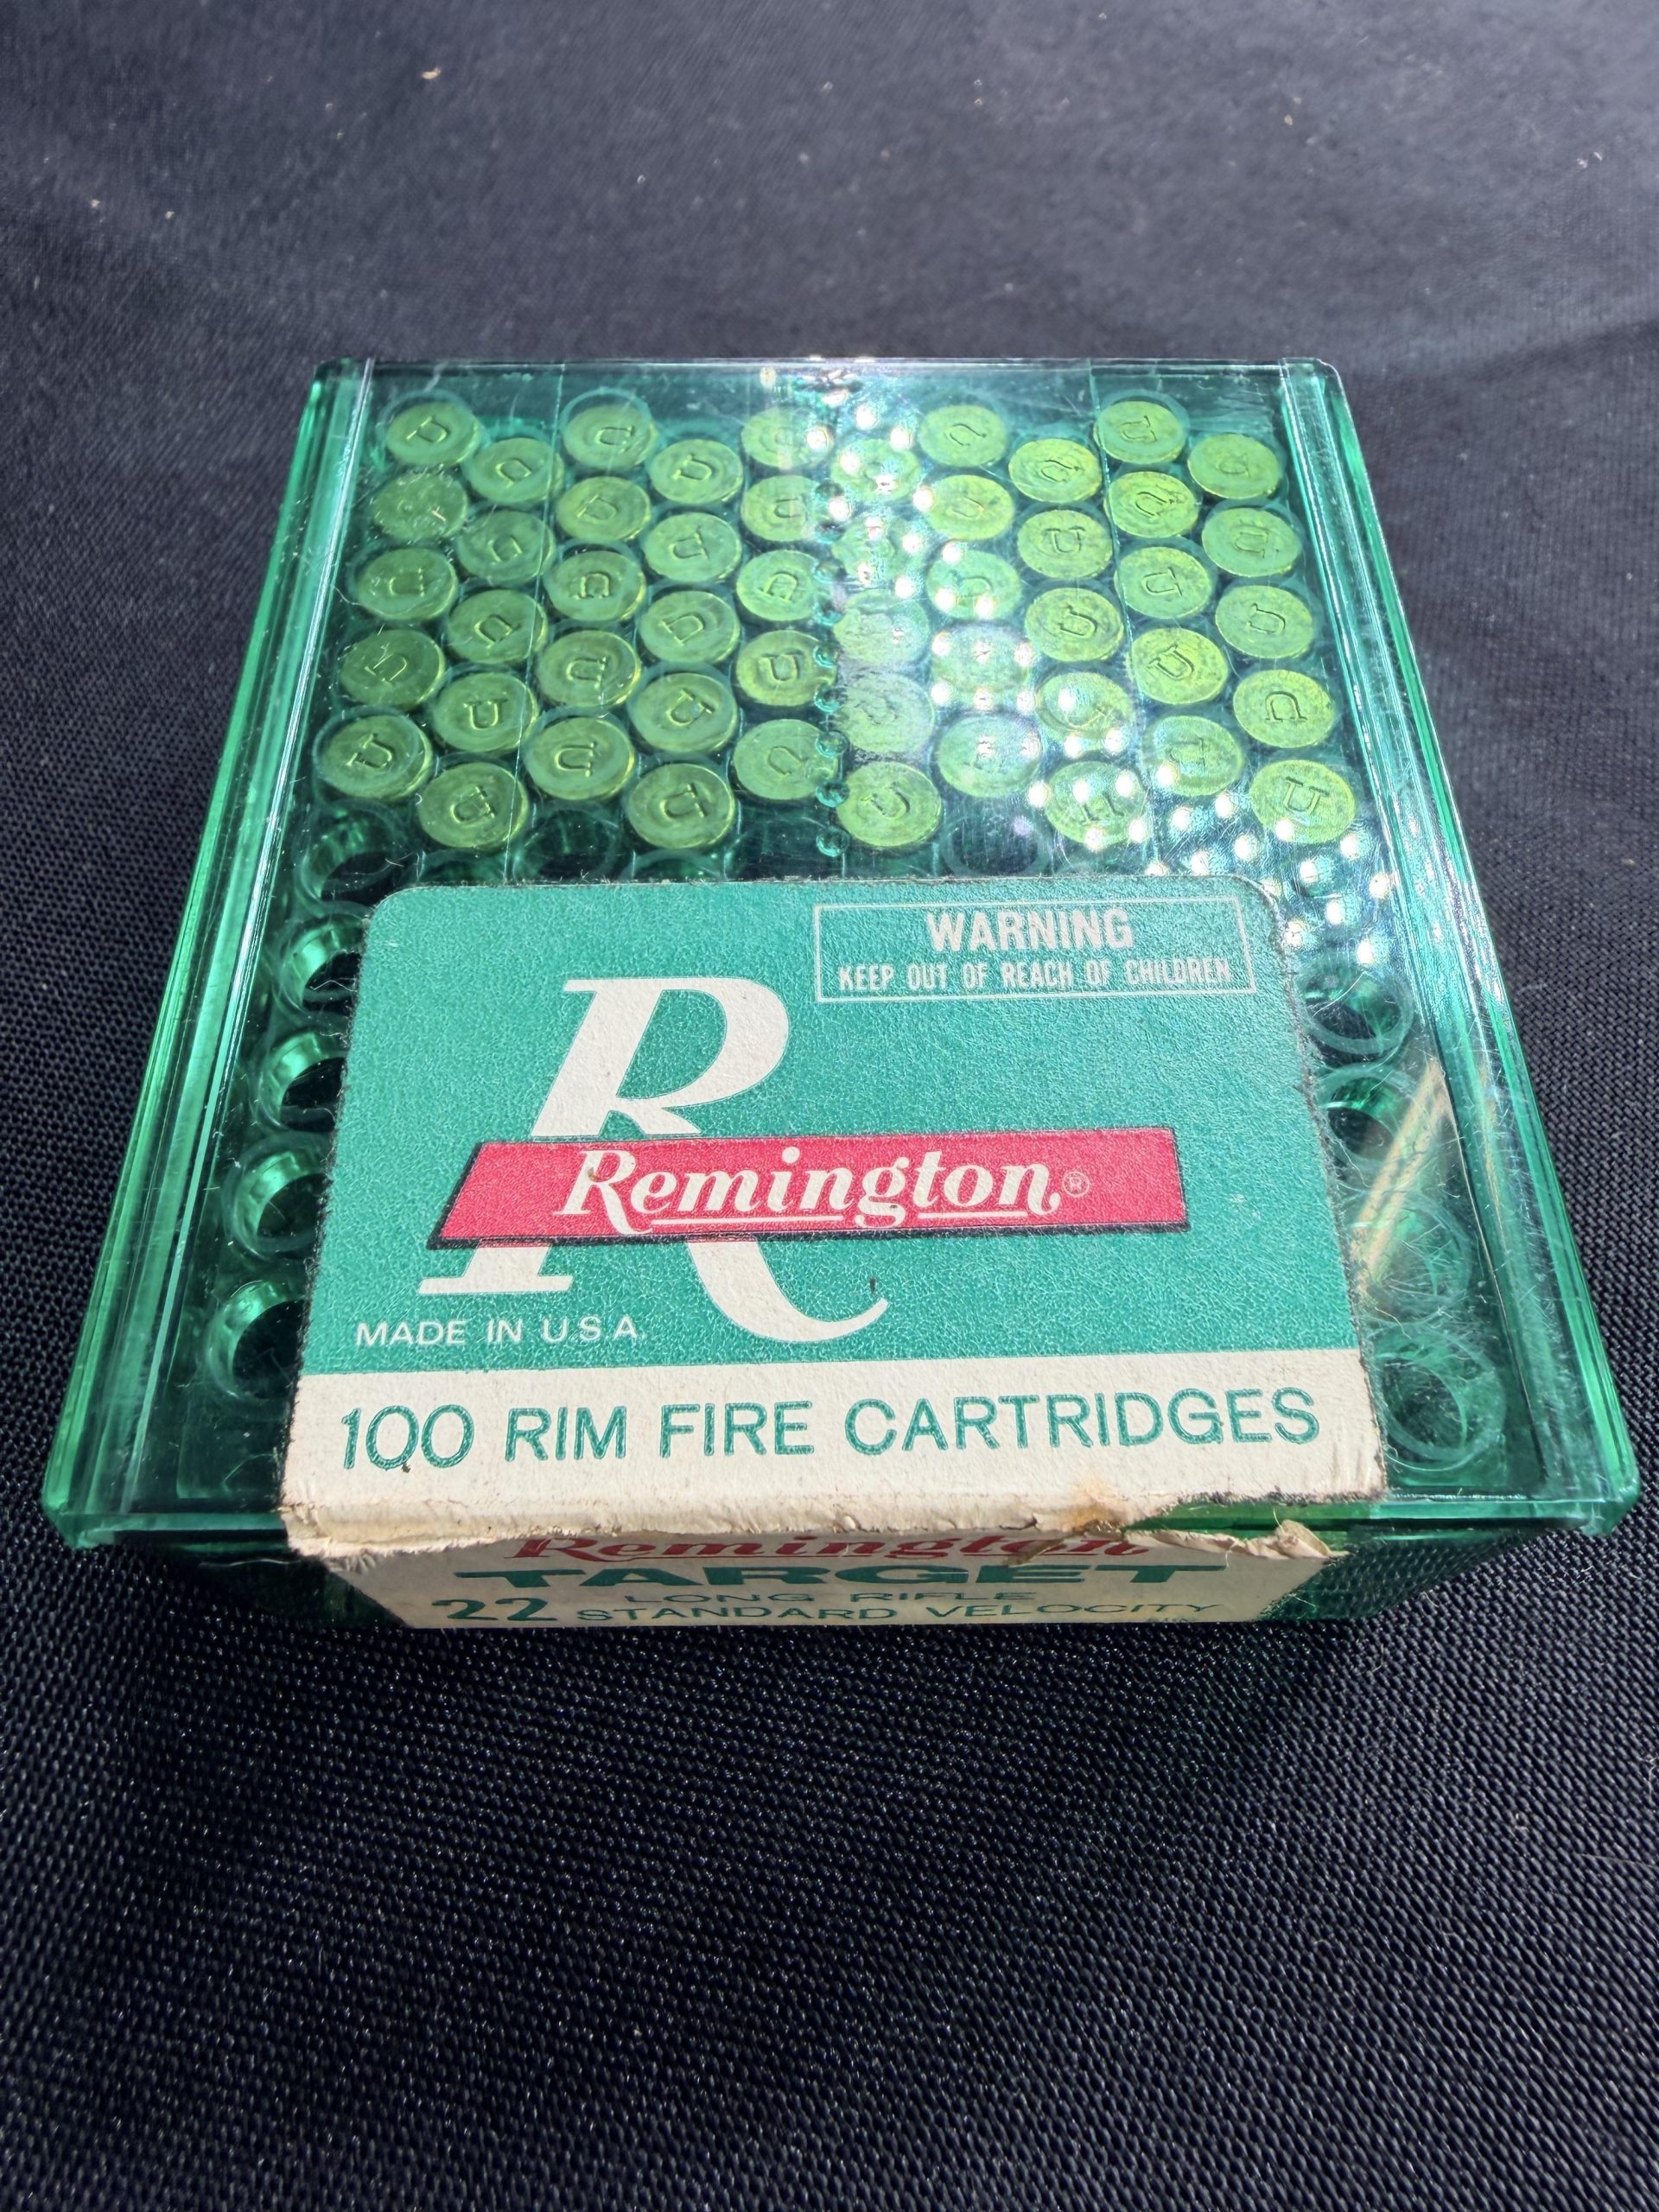 WARNING
KEEP OUT OF REACH OF CHILDREN
R
Remington®
MADE IN U.S.A.
100 RIM FIRE CARTRIDGES
Remington
TARGET
22 LONG RIFLE
STANDARD VELOCITY